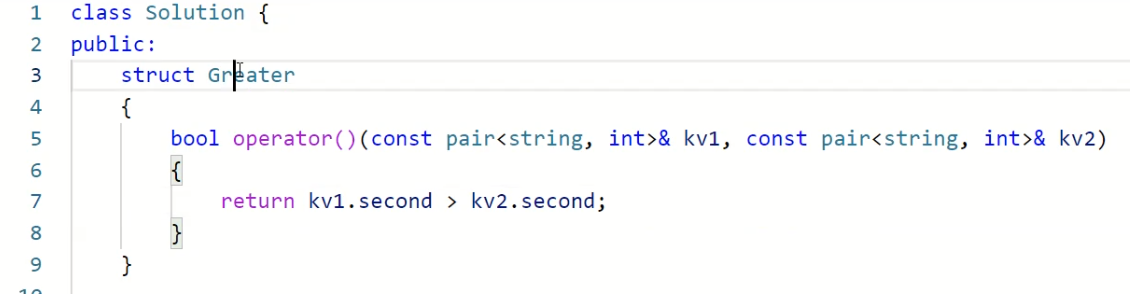 1 class Solution {
2 public:
3 struct Greater
4 {
5 bool operator()(const pair<string, int>& kv1, const pair<string, int>& kv2)
6 {
7 return kv1.second > kv2.second;
8 }
9 }
10